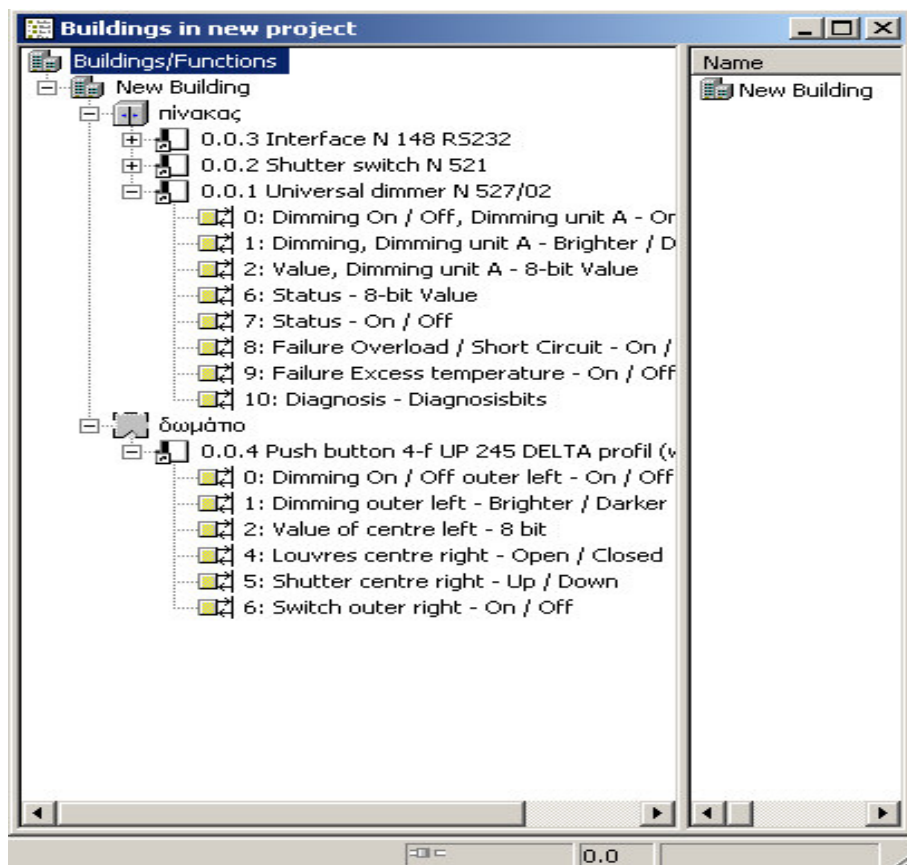 Buildings in new project
Buildings/Functions
New Building
πίνακας
0.0.3 Interface N 148 RS232
0.0.2 Shutter switch N 521
0.0.1 Universal dimmer N 527/02
0: Dimming On / Off, Dimming unit A - Or
1: Dimming, Dimming unit A - Brighter / D
2: Value, Dimming unit A - 8-bit Value
6: Status - 8-bit Value
7: Status - On / Off
8: Failure Overload / Short Circuit - On /
9: Failure Excess temperature - On / Off
10: Diagnosis - Diagnosisbits
δωμάτιο
0.0.4 Push button 4-f UP 245 DELTA profil (v
0: Dimming On / Off outer left - On / Off
1: Dimming outer left - Brighter / Darker
2: Value of centre left - 8 bit
4: Louvres centre right - Open / Closed
5: Shutter centre right - Up / Down
6: Switch outer right - On / Off
Name
New Building
0.0